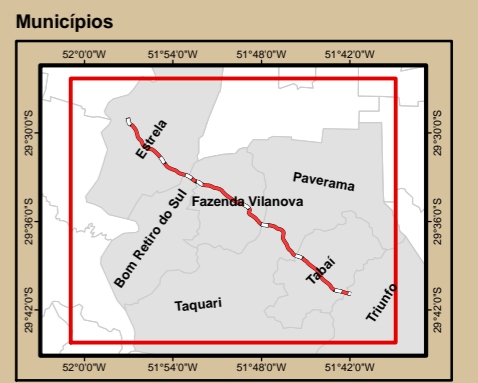 Municípios
52°0'0"W 51°54'0"W 51°48'0"W 51°42'0"W
29°30'0"S 29°30'0"S
Estrela
Paverama
Fazenda Vilanova
29°36'0"S 29°36'0"S
Bom Retiro do Sul
Tabaí
Taquari
Triunfo
29°42'0"S 29°42'0"S
52°0'0"W 51°54'0"W 51°48'0"W 51°42'0"W